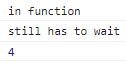 in function
still has to wait
4